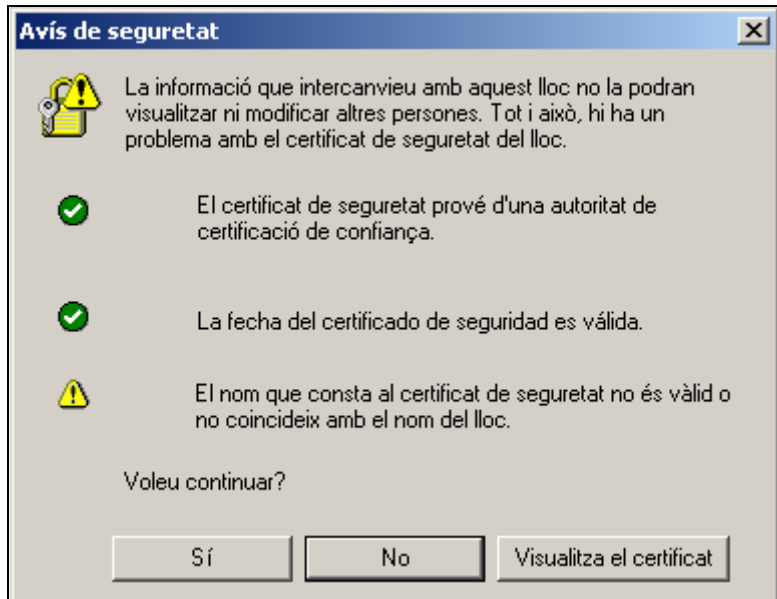 Avís de seguretat
La informació que intercanvieu amb aquest lloc no la podran
visualitzar ni modificar altres persones. Tot i això, hi ha un
problema amb el certificat de seguretat del lloc.
El certificat de seguretat prové d'una autoritat de
certificació de confiança.
La fecha del certificado de seguridad es válida.
El nom que consta al certificat de seguretat no és vàlid o
no coincideix amb el nom del lloc.
Voleu continuar?
Sí
No
Visualitza el certificat